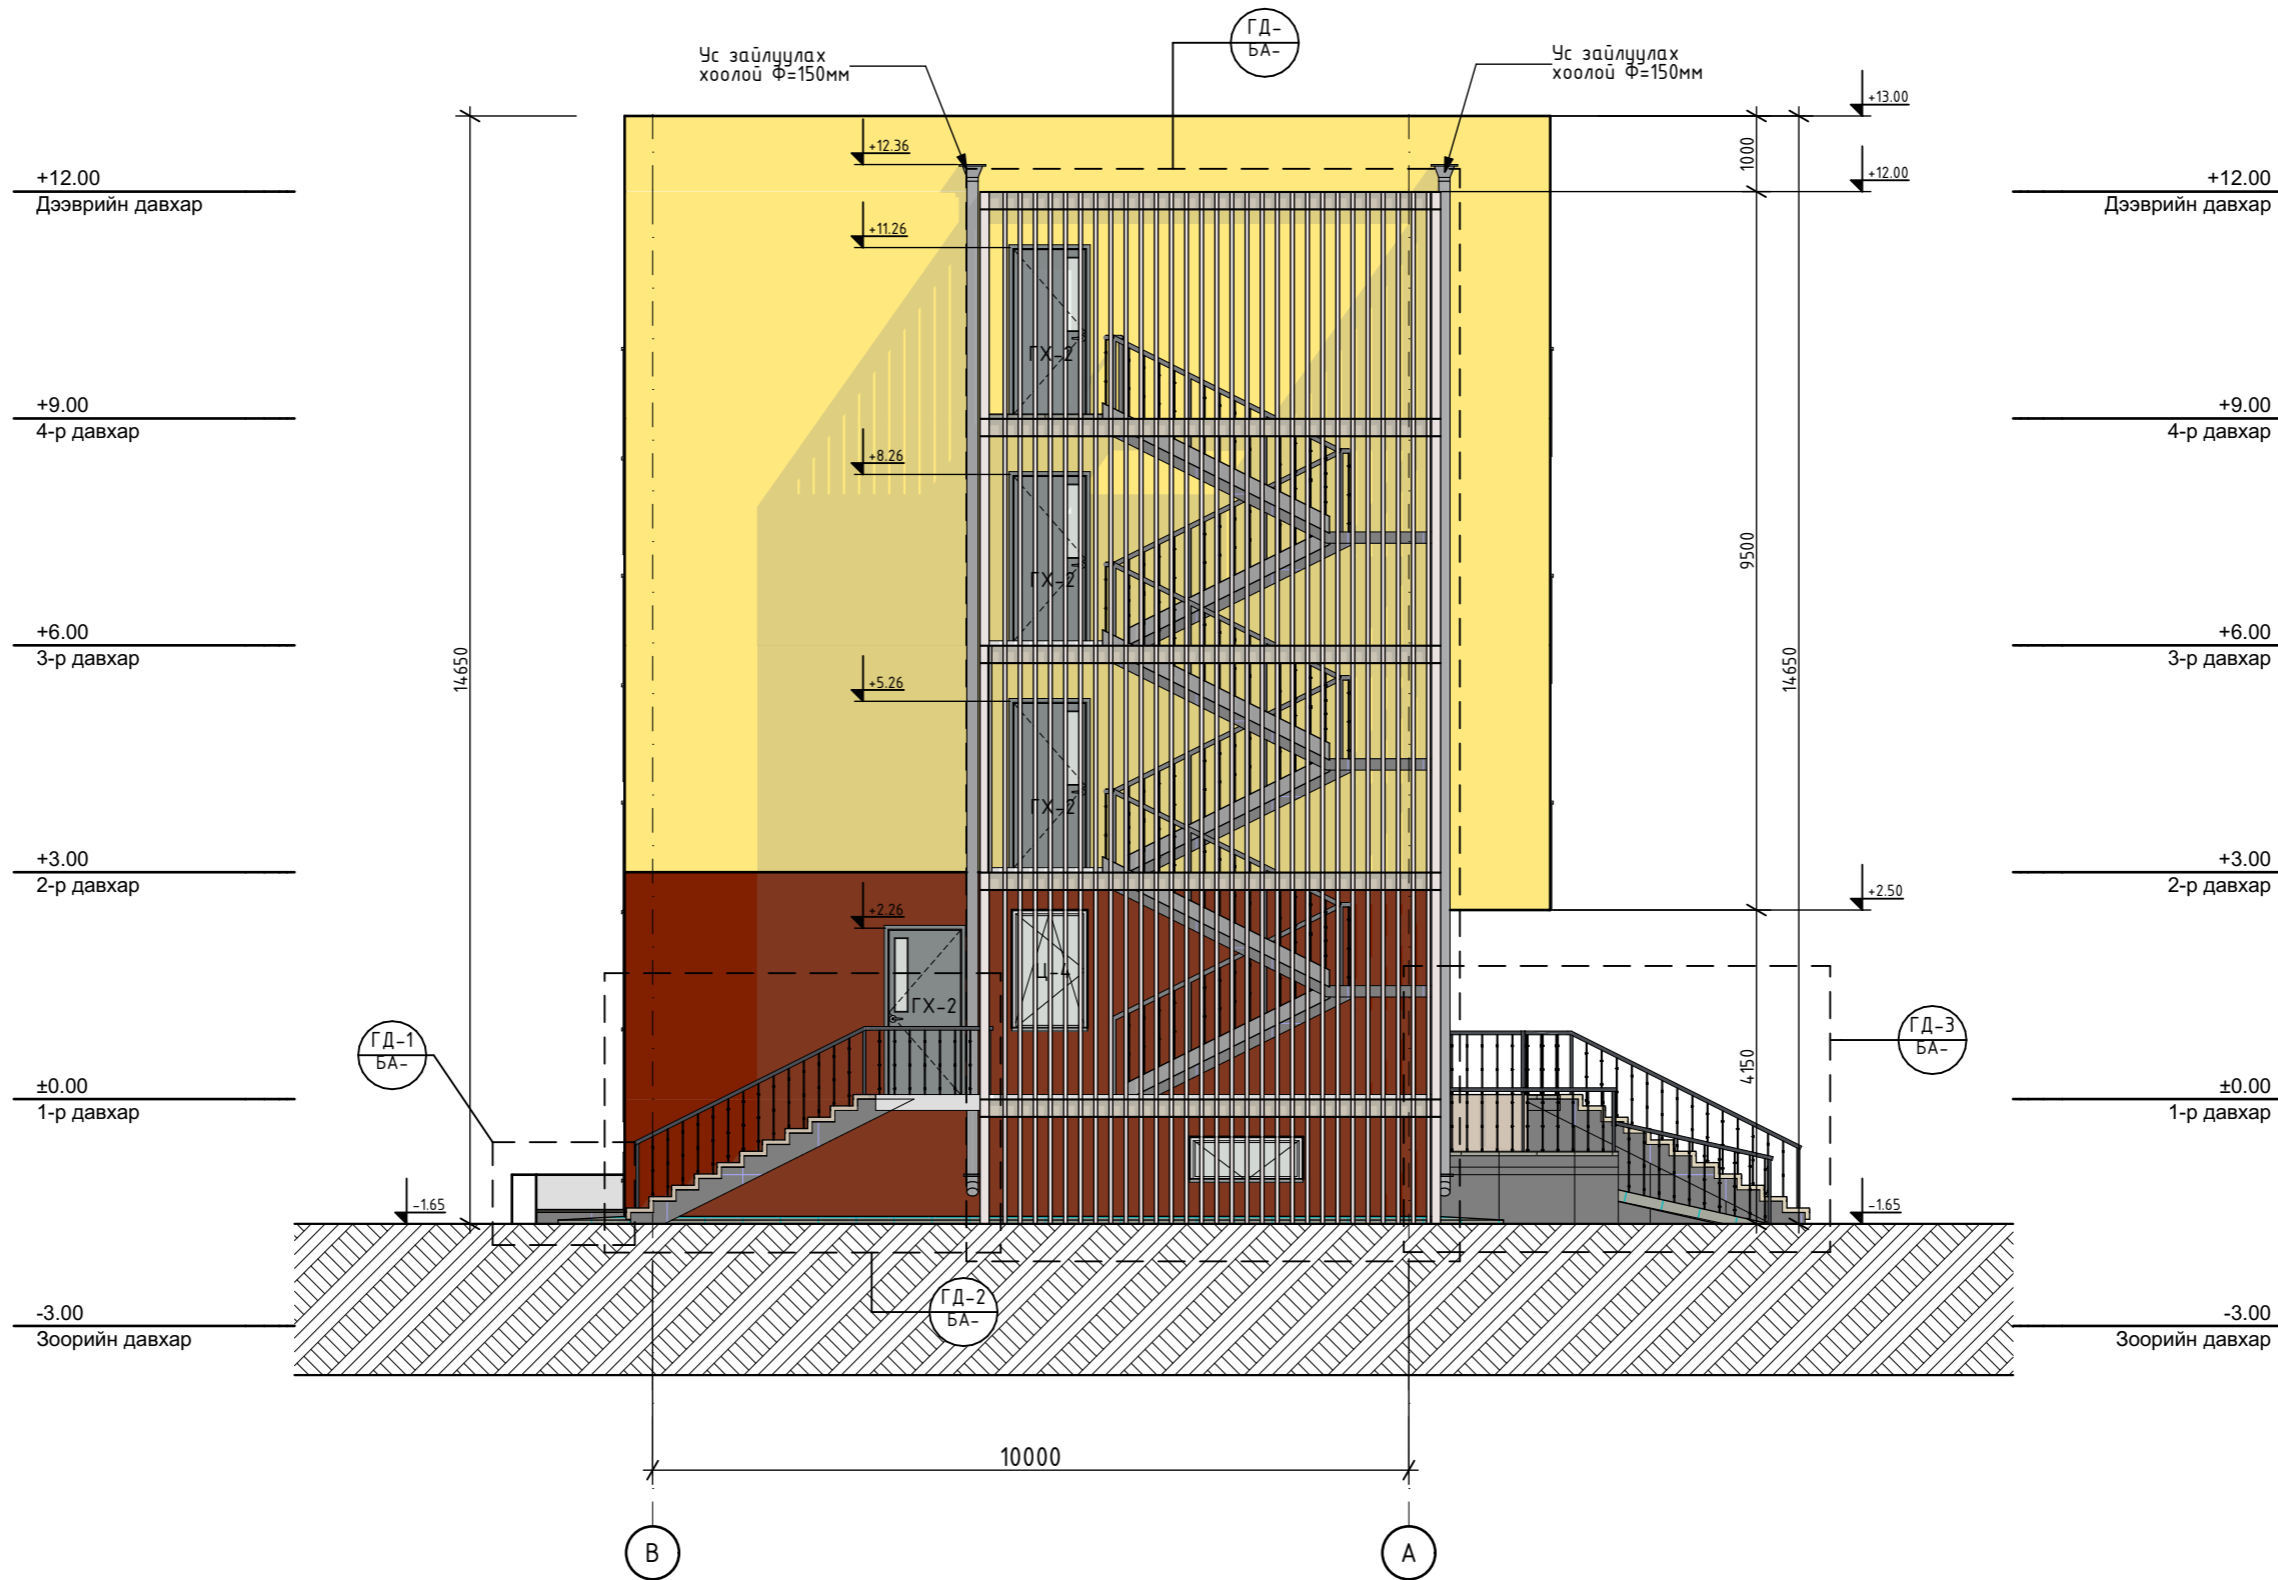 ГД-
БА-
Ус зайлуулах
хоолой Ф=150мм
Ус зайлуулах
хоолой Ф=150мм
+13.00
+12.36
1000
+12.00
Дээврийн давхар
+12.00
+12.00
Дээврийн давхар
+11.26
ГХ-2
+9.00
4-р давхар
+9.00
4-р давхар
+8.26
9500
ГХ-2
+6.00
3-р давхар
14650
14650
+6.00
3-р давхар
+5.26
ГХ-2
+3.00
2-р давхар
+2.50
+3.00
2-р давхар
+2.26
Ц-4
ГХ-2
ГД-1
БА-
ГД-3
БА-
4150
±0.00
1-р давхар
±0.00
1-р давхар
-1.65
-1.65
ГД-2
БА-
-3.00
Зоорийн давхар
-3.00
Зоорийн давхар
10000
В
А